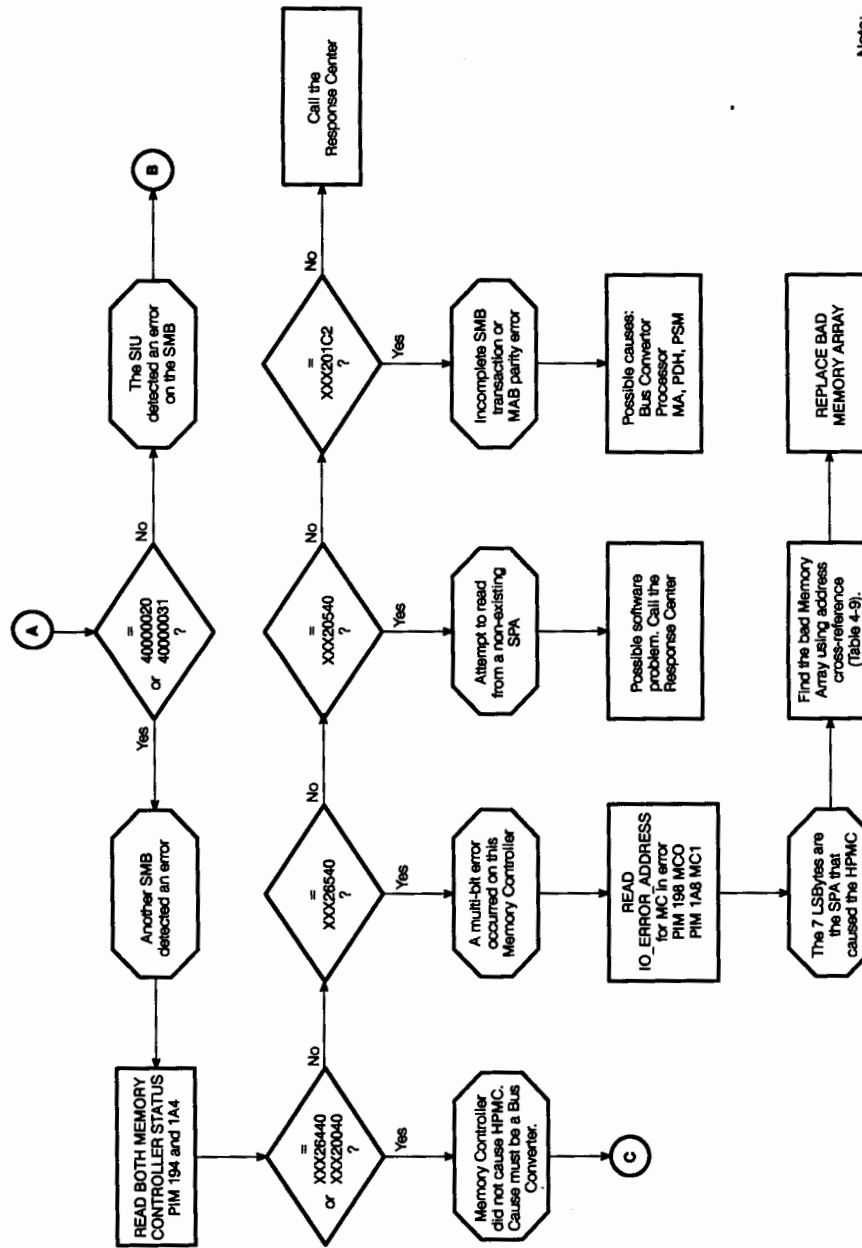 A
=
40000020
or 40000031
?
No
The SIU
detected an error
on the SMB
B
Yes
Another SMB
detected an error
READ BOTH MEMORY
CONTROLLER STATUS
PIM 194 and 1A4
=
XXX26440
or XXX20040
?
No
=
XXX26540
?
No
=
XXX20540
?
No
=
XXX201C2
?
No
Call the
Response Center
Yes
Memory Controller
did not cause HPMC.
Cause must be a Bus
Converter.
C
Yes
A multi-bit error
occurred on this
Memory Controller
READ
IO_ERROR_ADDRESS
for MC in error
PIM 198 MCO
PIM 1A8 MC1
The 7 LSBytes are
the SPA that
caused the HPMC
Find the bad Memory
Array using address
cross-reference
(Table 4-9).
REPLACE BAD
MEMORY ARRAY
Yes
Attempt to read
from a non-existing
SPA
Possible software
problem. Call the
Response Center
Yes
Incomplete SMB
transaction or
MAB parity error
Possible causes:
Bus Convertor
Processor
MA, PDH, PSM
Note: